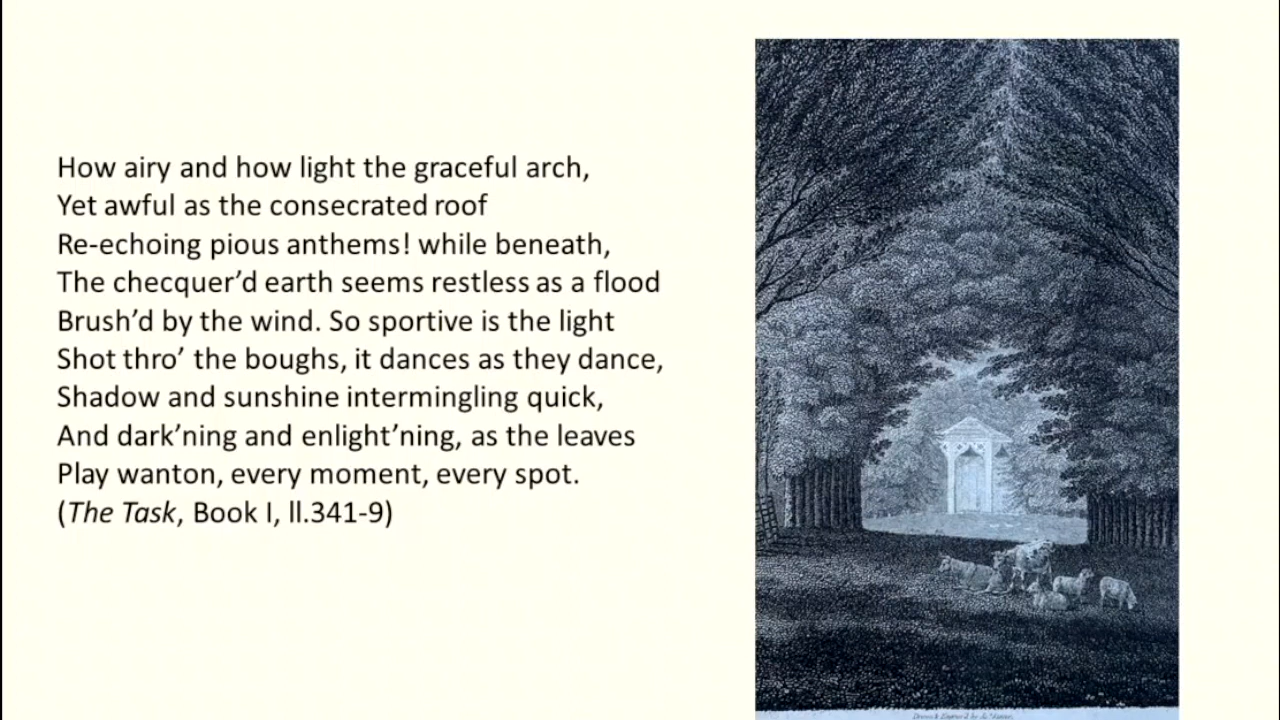 How airy and how light the graceful arch,
Yet awful as the consecrated roof
Re-echoing pious anthems! while beneath,
The checquer’d earth seems restless as a flood
Brush’d by the wind. So sportive is the light
Shot thro’ the boughs, it dances as they dance,
Shadow and sunshine intermingling quick,
And dark’ning and enlight’ning, as the leaves
Play wanton, every moment, every spot.
(The Task, Book I, ll.341-9)